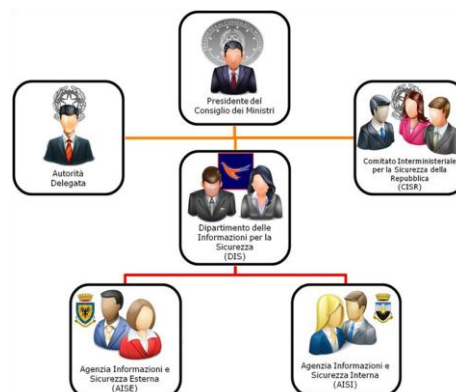 Presidente del
Consiglio dei Ministri
Autorità
Delegata
Comitato Interministeriale
per la Sicurezza della
Repubblica
(CISR)
Dipartimento delle
Informazioni per la
Sicurezza
(DIS)
Agenzia Informazioni e
Sicurezza Esterna
(AISE)
Agenzia Informazioni e
Sicurezza Interna
(AISI)